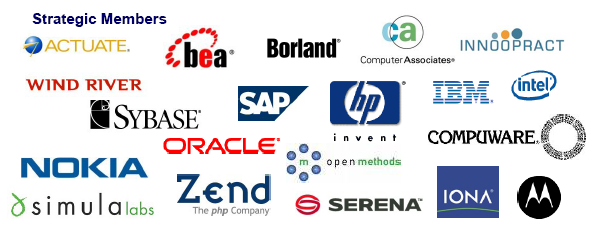 Strategic Members
ACTUATE®
bea®
Borland®
ca
Computer Associates®
INNOOPRACT
WIND RIVER
SYBASE®
SAP
hp
i n v e n t
IBM®
intel®
COMPUWARE®
ORACLE®
m
open methods
NOKIA
simula labs
Zend
The php Company
SERENA®
IONA®
M